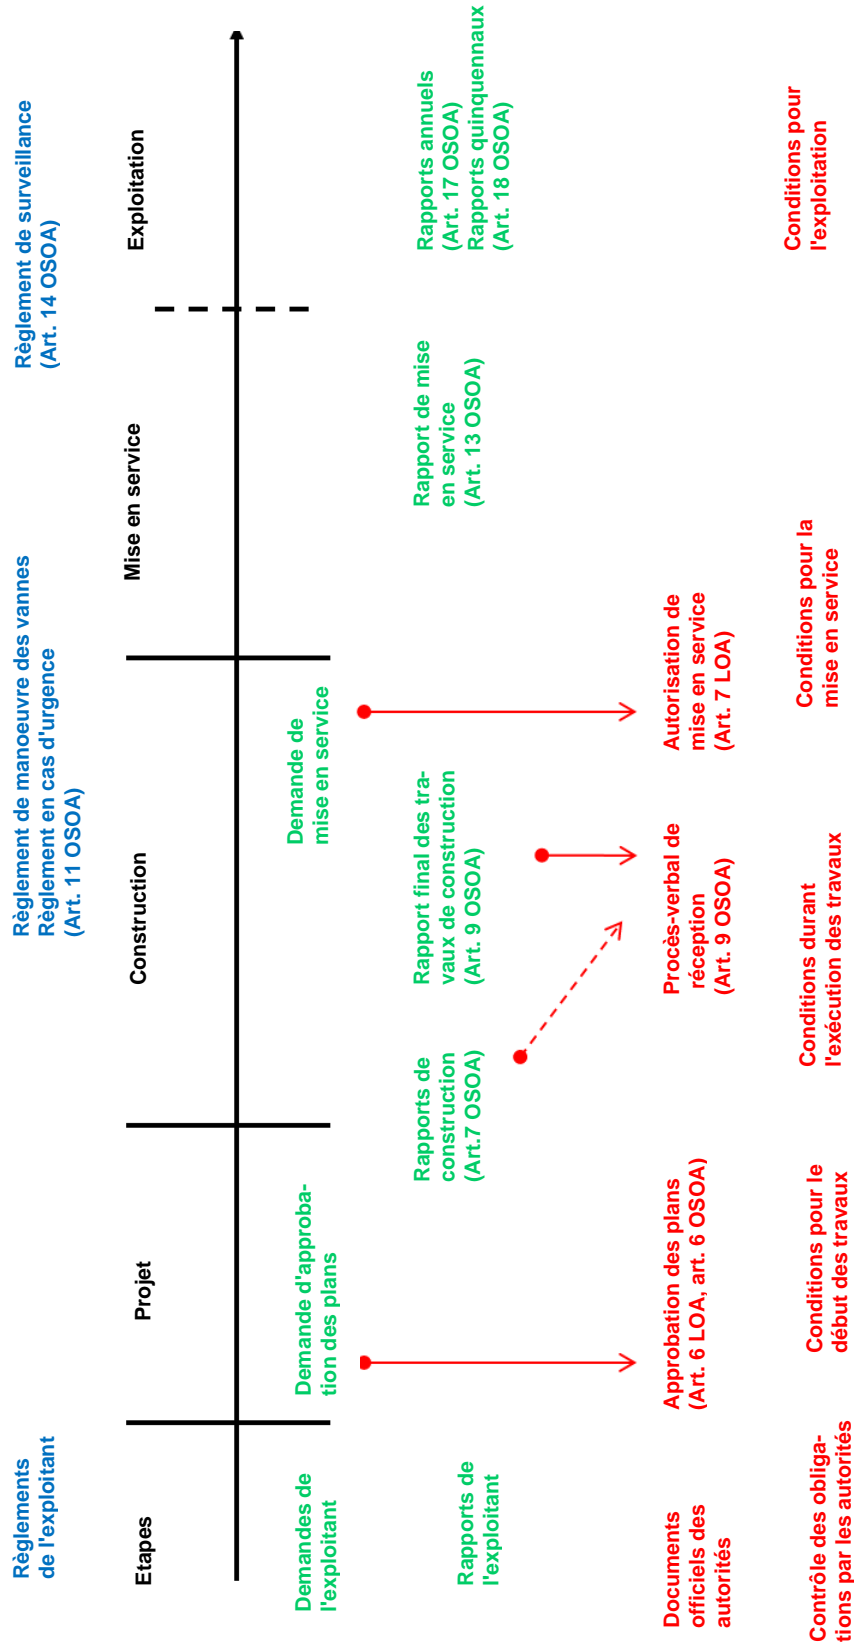 Règlements
de l'exploitant
Règlement de manoeuvre des vannes
Règlement en cas d'urgence
(Art. 11 OSOA)
Règlement de surveillance
(Art. 14 OSOA)
Etapes
Projet
Construction
Mise en service
Exploitation
Demandes de
l'exploitant
Demande d'approba-
tion des plans
Demande de
mise en service
Rapports de
l'exploitant
Rapports de
construction
(Art.7 OSOA)
Rapport final des tra-
vaux de construction
(Art. 9 OSOA)
Rapport de mise
en service
(Art. 13 OSOA)
Rapports annuels
(Art. 17 OSOA)
Rapports quinquennaux
(Art. 18 OSOA)
Documents
officiels des
autorités
Approbation des plans
(Art. 6 LOA, art. 6 OSOA)
Procès-verbal de
réception
(Art. 9 OSOA)
Autorisation de
mise en service
(Art. 7 LOA)
Contrôle des obliga-
tions par les autorités
Conditions pour le
début des travaux
Conditions durant
l'exécution des travaux
Conditions pour la
mise en service
Conditions pour
l'exploitation